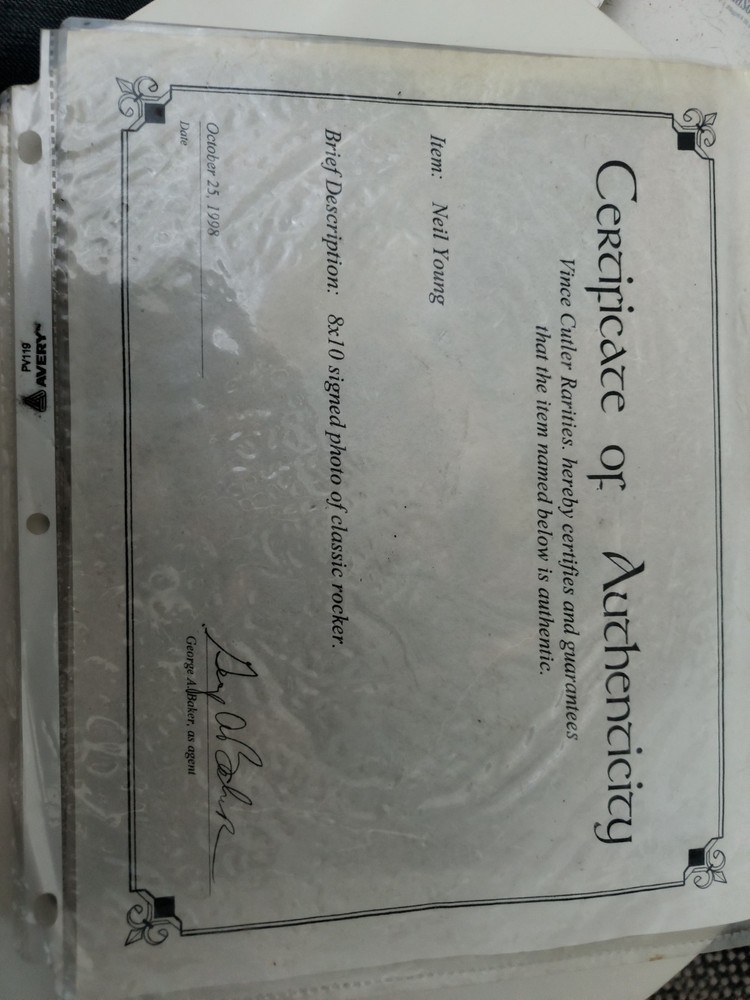 Certificate of Authenticity
Vince Cutler Rarities. hereby certifies and guarantees
that the item named below is authentic.
Item: Neil Young
Brief Description: 8x10 signed photo of classic rocker.
October 25, 1998
Date
George A. Baker, as agent
AVERY™
PV119